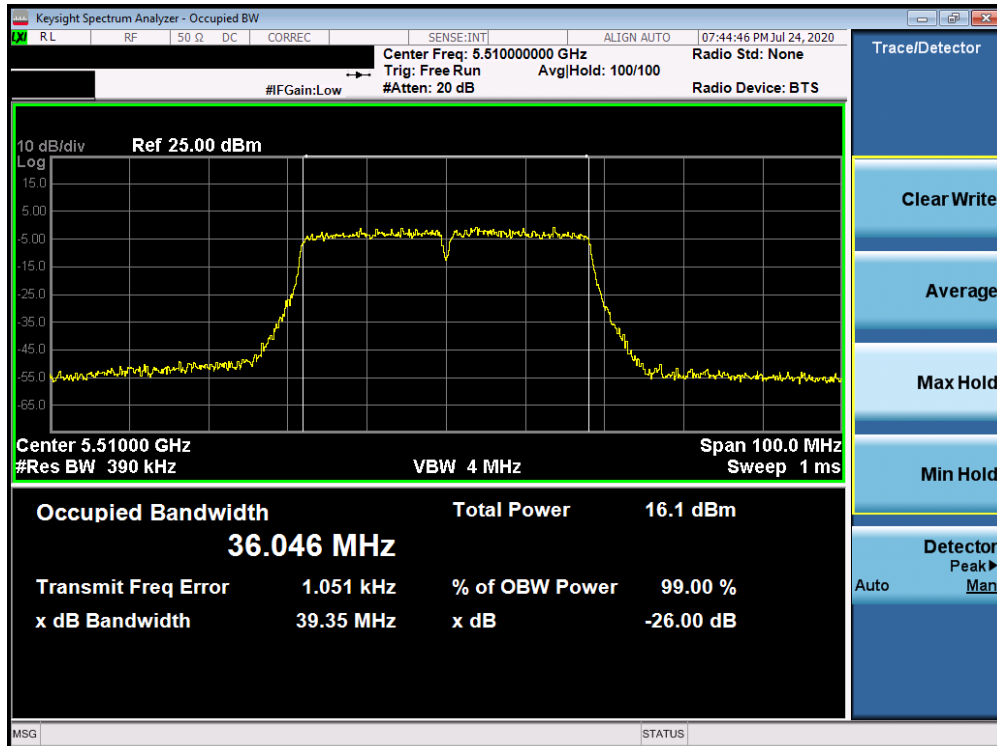 Keysight Spectrum Analyzer - Occupied BW
LXI RL RF 50 Ω DC CORREC SENSE:INT ALIGN AUTO 07:44:46 PM Jul 24, 2020
Center Freq: 5.510000000 GHz Radio Std: None
Trig: Free Run Avg|Hold: 100/100
#IFGain:Low #Atten: 20 dB Radio Device: BTS
10 dB/div Ref 25.00 dBm
Log
15.0
5.00
-5.00
-15.0
-25.0
-35.0
-45.0
-55.0
-65.0
Center 5.51000 GHz Span 100.0 MHz
#Res BW 390 kHz VBW 4 MHz Sweep 1 ms
Occupied Bandwidth Total Power 16.1 dBm
36.046 MHz
Transmit Freq Error 1.051 kHz % of OBW Power 99.00 %
x dB Bandwidth 39.35 MHz x dB -26.00 dB
MSG STATUS
Trace/Detector
Clear Write
Average
Max Hold
Min Hold
Detector
Peak▶
Auto Man